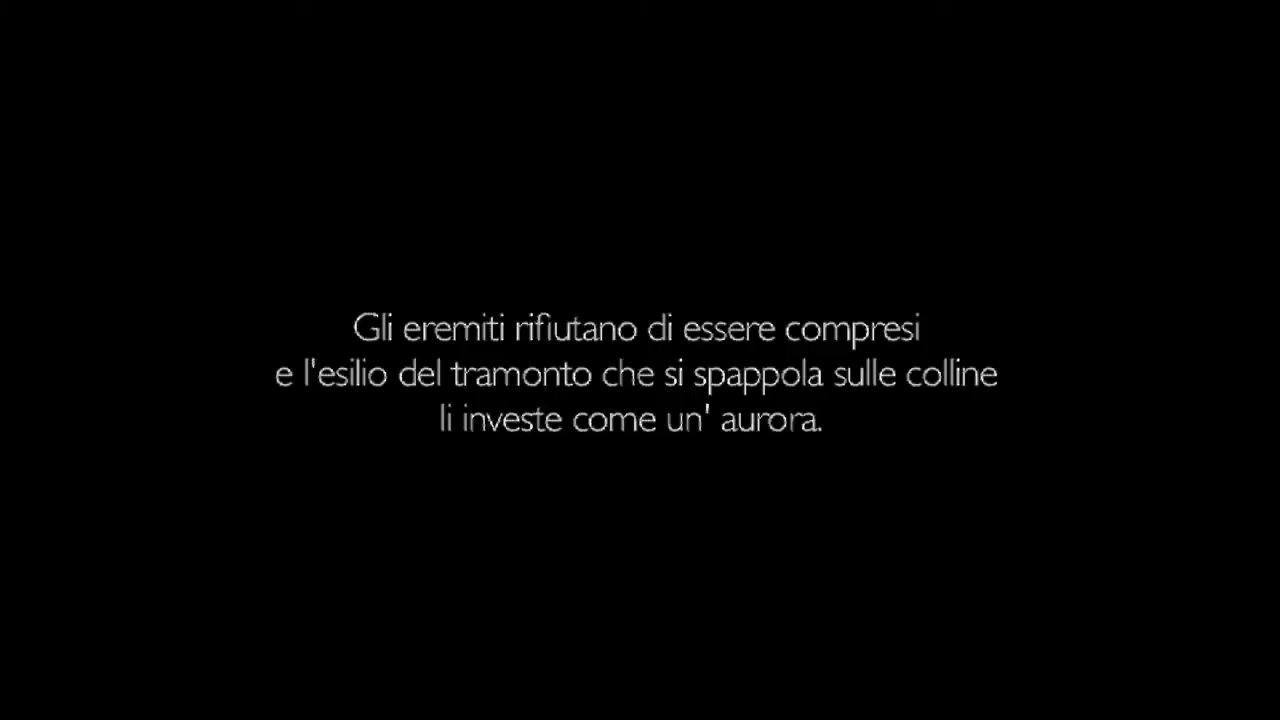 Gli eremiti rifiutano di essere compresi
e l'esilio del tramonto che si spappola sulle colline
li investe come un' aurora.